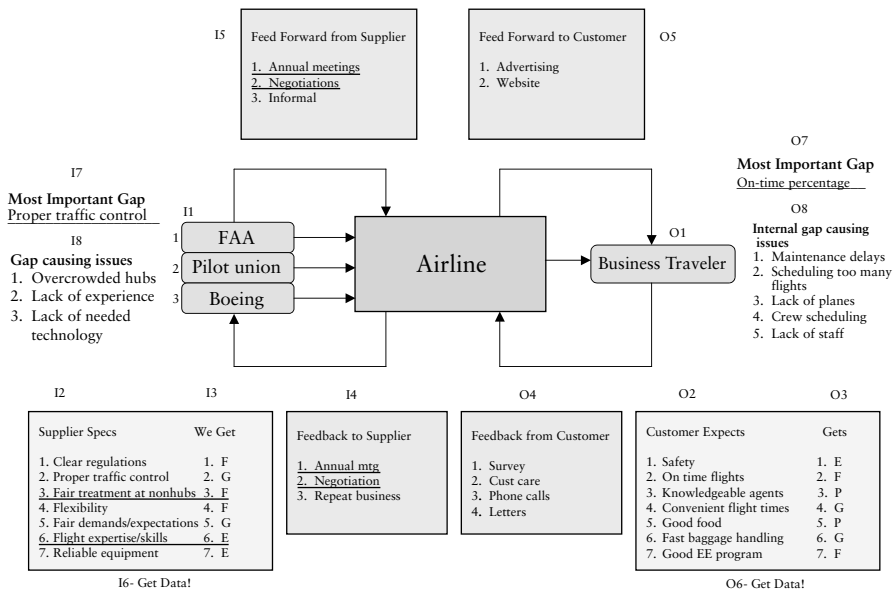 I5
Feed Forward from Supplier
1. Annual meetings
2. Negotiations
3. Informal
Feed Forward to Customer
1. Advertising
2. Website
O5
I7
Most Important Gap
Proper traffic control
I8
Gap causing issues
1. Overcrowded hubs
2. Lack of experience
3. Lack of needed
technology
I1
1 FAA
2 Pilot union
3 Boeing
Airline
O1
Business Traveler
O7
Most Important Gap
On-time percentage
O8
Internal gap causing
issues
1. Maintenance delays
2. Scheduling too many
flights
3. Lack of planes
4. Crew scheduling
5. Lack of staff
I2 I3
Supplier Specs We Get
1. Clear regulations 1. F
2. Proper traffic control 2. G
3. Fair treatment at nonhubs 3. F
4. Flexibility 4. F
5. Fair demands/expectations 5. G
6. Flight expertise/skills 6. E
7. Reliable equipment 7. E
I6- Get Data!
I4
Feedback to Supplier
1. Annual mtg
2. Negotiation
3. Repeat business
O4
Feedback from Customer
1. Survey
2. Cust care
3. Phone calls
4. Letters
O2 O3
Customer Expects Gets
1. Safety 1. E
2. On time flights 2. F
3. Knowledgeable agents 3. P
4. Convenient flight times 4. G
5. Good food 5. P
6. Fast baggage handling 6. G
7. Good EE program 7. F
O6- Get Data!